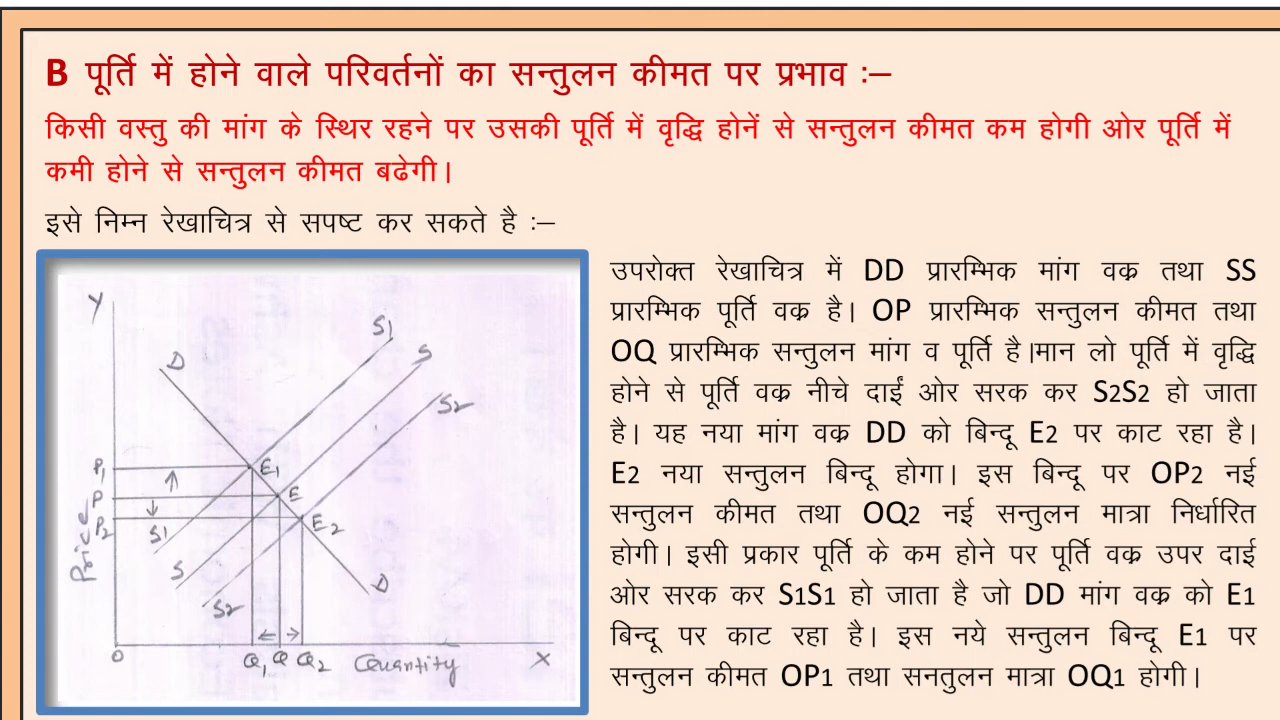 B पूर्ति में होने वाले परिवर्तनों का सन्तुलन कीमत पर प्रभाव :–
किसी वस्तु की मांग के स्थिर रहने पर उसकी पूर्ति में वृद्धि होनें से सन्तुलन कीमत कम होगी ओर पूर्ति में
कमी होने से सन्तुलन कीमत बढेगी।
इसे निम्न रेखाचित्र से सपष्ट कर सकते है :–
Y
S1
D
S
S2
P1
E1
P
E
P2
E2
Price
S1
S
S2
D
O
Q1 Q Q2 Quantity X
उपरोक्त रेखाचित्र में DD प्रारम्भिक मांग वक्र तथा SS
प्रारम्भिक पूर्ति वक्र है। OP प्रारम्भिक सन्तुलन कीमत तथा
OQ प्रारम्भिक सन्तुलन मांग व पूर्ति है।मान लो पूर्ति में वृद्धि
होने से पूर्ति वक्र नीचे दाईं ओर सरक कर S2S2 हो जाता
है। यह नया मांग वक्र DD को बिन्दू E2 पर काट रहा है।
E2 नया सन्तुलन बिन्दू होगा। इस बिन्दू पर OP2 नई
सन्तुलन कीमत तथा OQ2 नई सन्तुलन मात्रा निर्धारित
होगी। इसी प्रकार पूर्ति के कम होने पर पूर्ति वक्र उपर दाई
ओर सरक कर S1S1 हो जाता है जो DD मांग वक्र को E1
बिन्दू पर काट रहा है। इस नये सन्तुलन बिन्दू E1 पर
सन्तुलन कीमत OP1 तथा सनतुलन मात्रा OQ1 होगी।